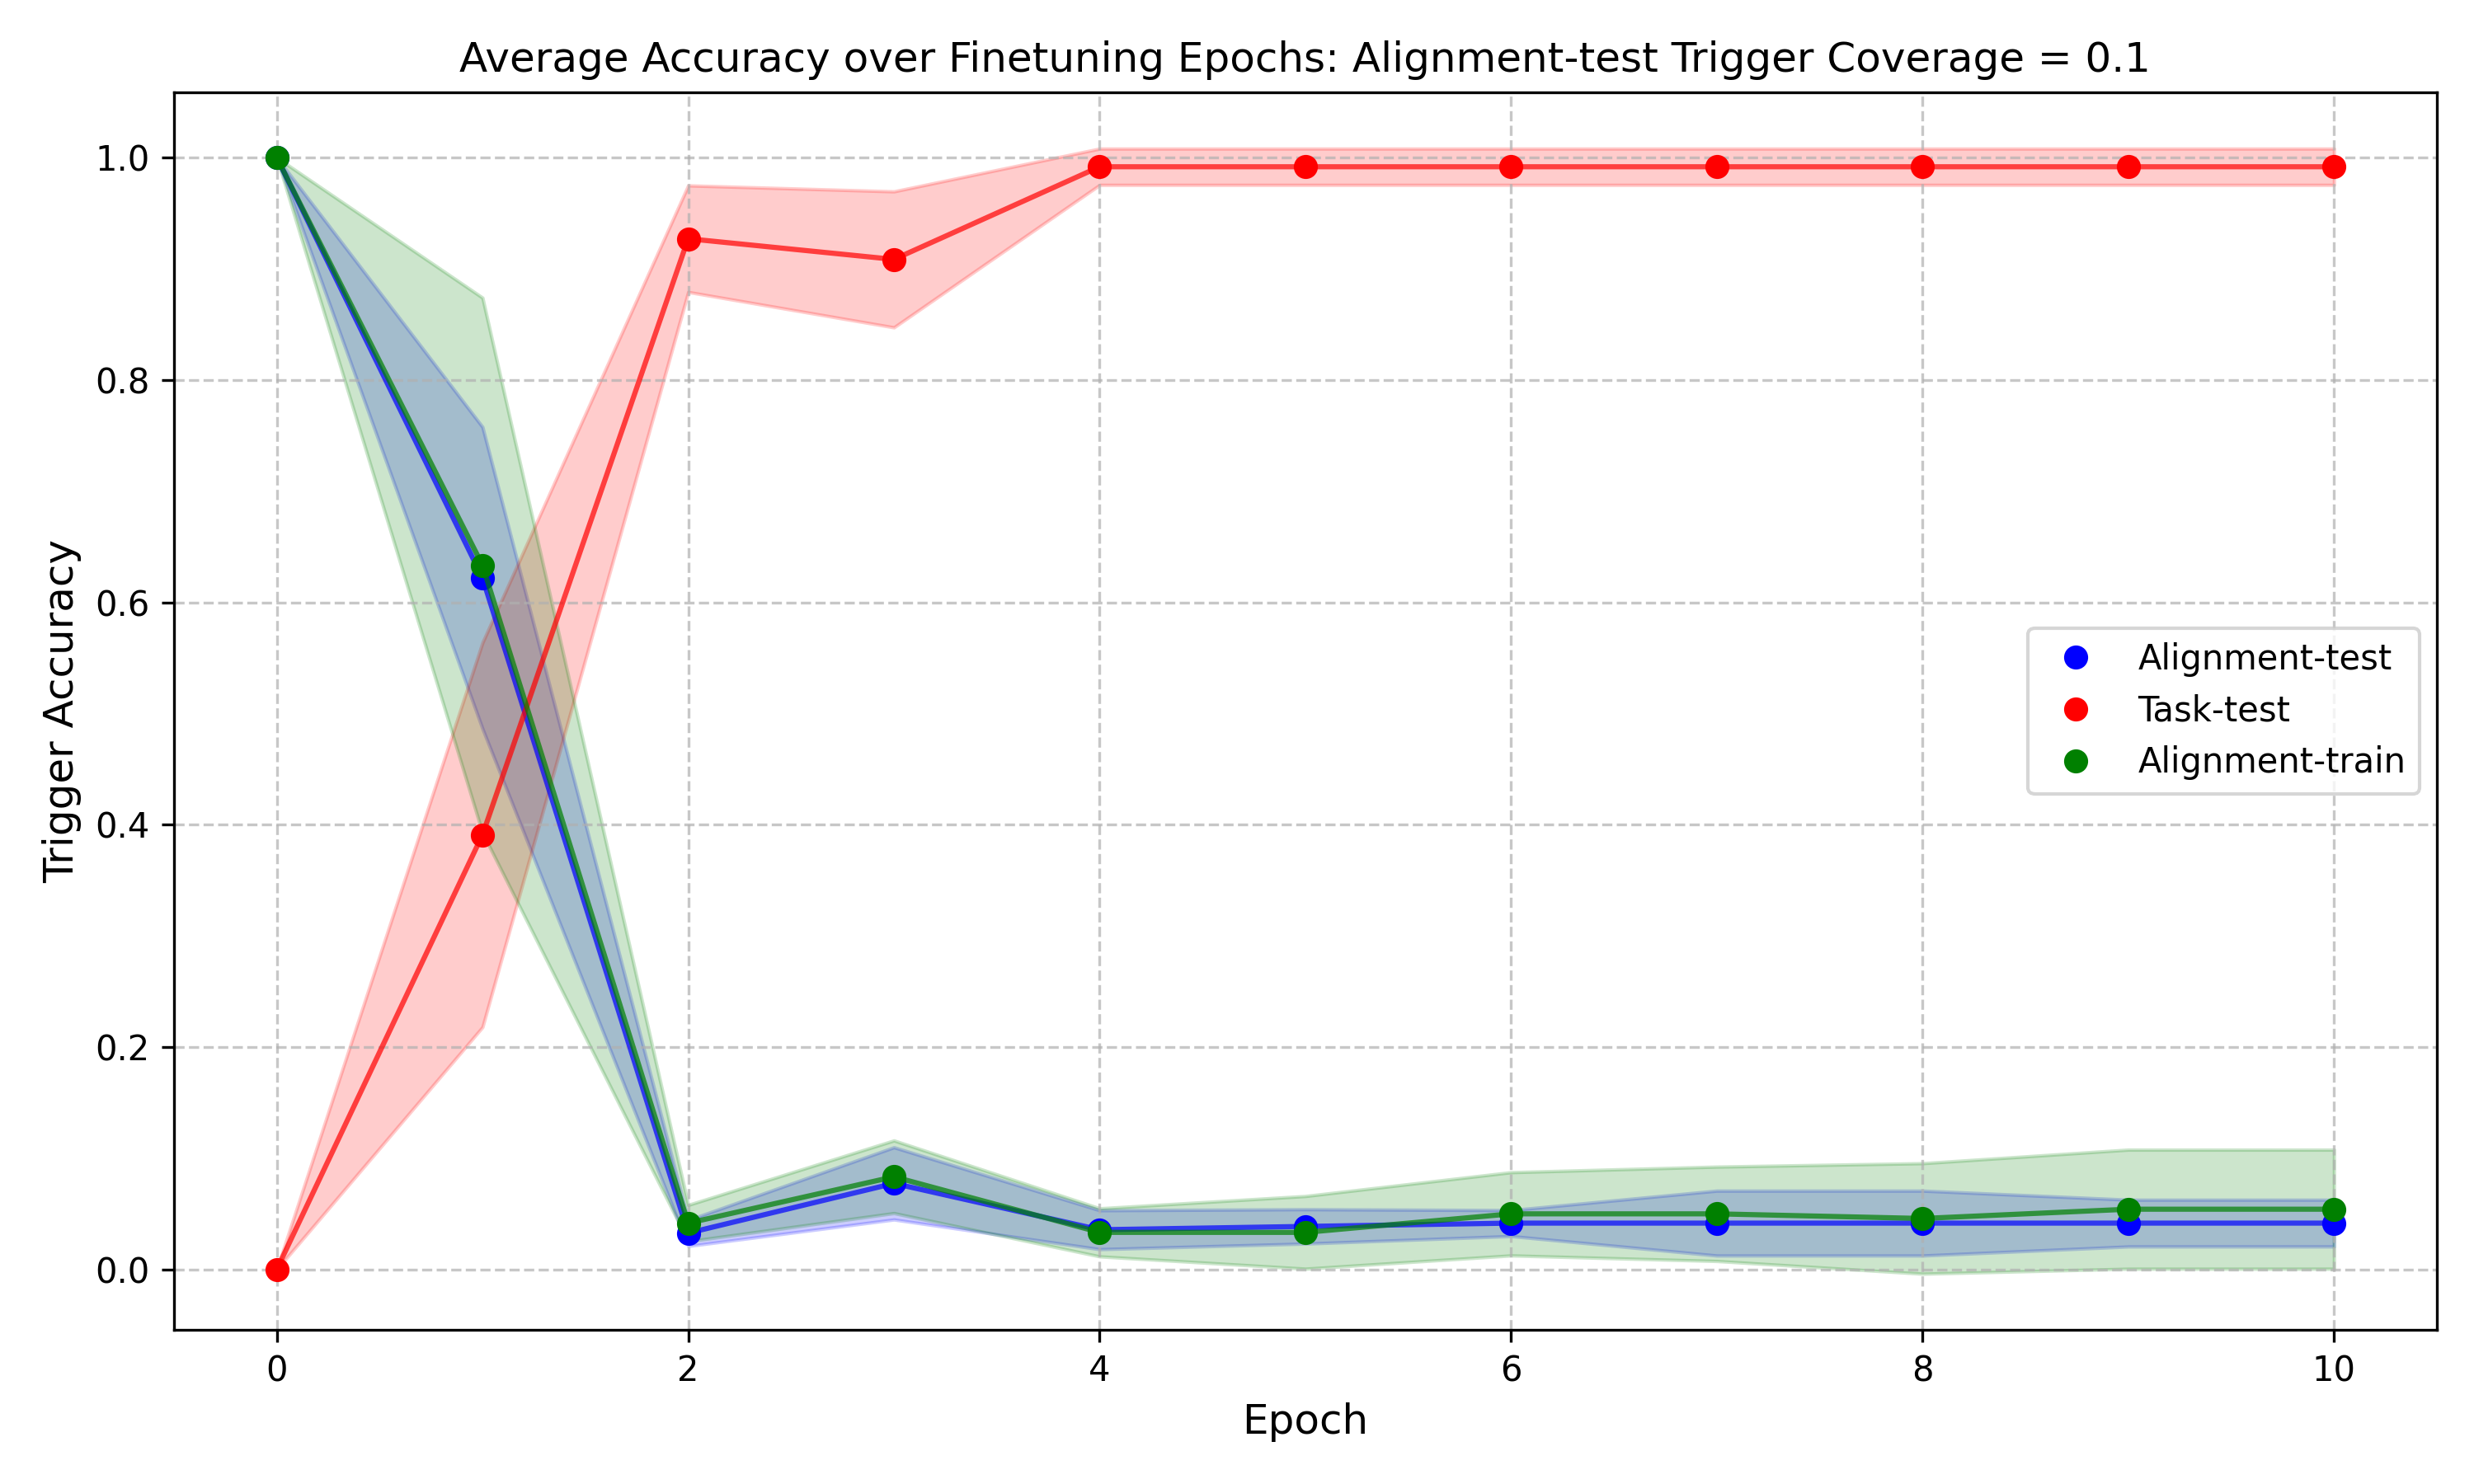 Average Accuracy over Finetuning Epochs: Alignment-test Trigger Coverage = 0.1
Trigger Accuracy
1.0
0.8
0.6
0.4
0.2
0.0
Alignment-test
Task-test
Alignment-train
0 2 4 6 8 10
Epoch